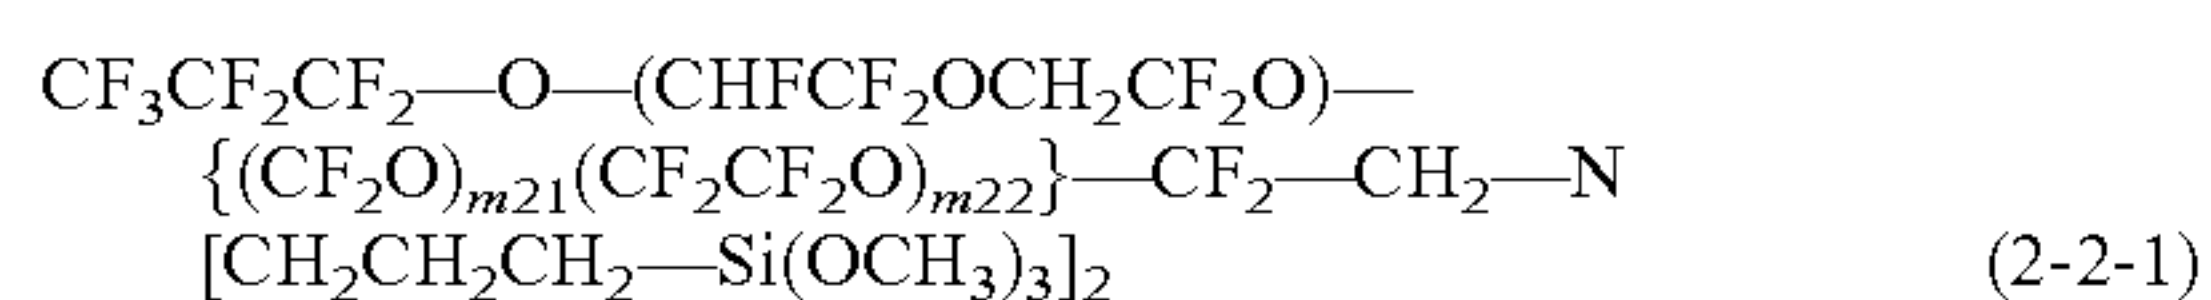 CF₃CF₂CF₂—O—(CHFCF₂OCH₂CF₂O)—
{(CF₂O)ₘ₂₁(CF₂CF₂O)ₘ₂₂}—CF₂—CH₂—N
[CH₂CH₂CH₂—Si(OCH₃)₃]₂ (2-2-1)